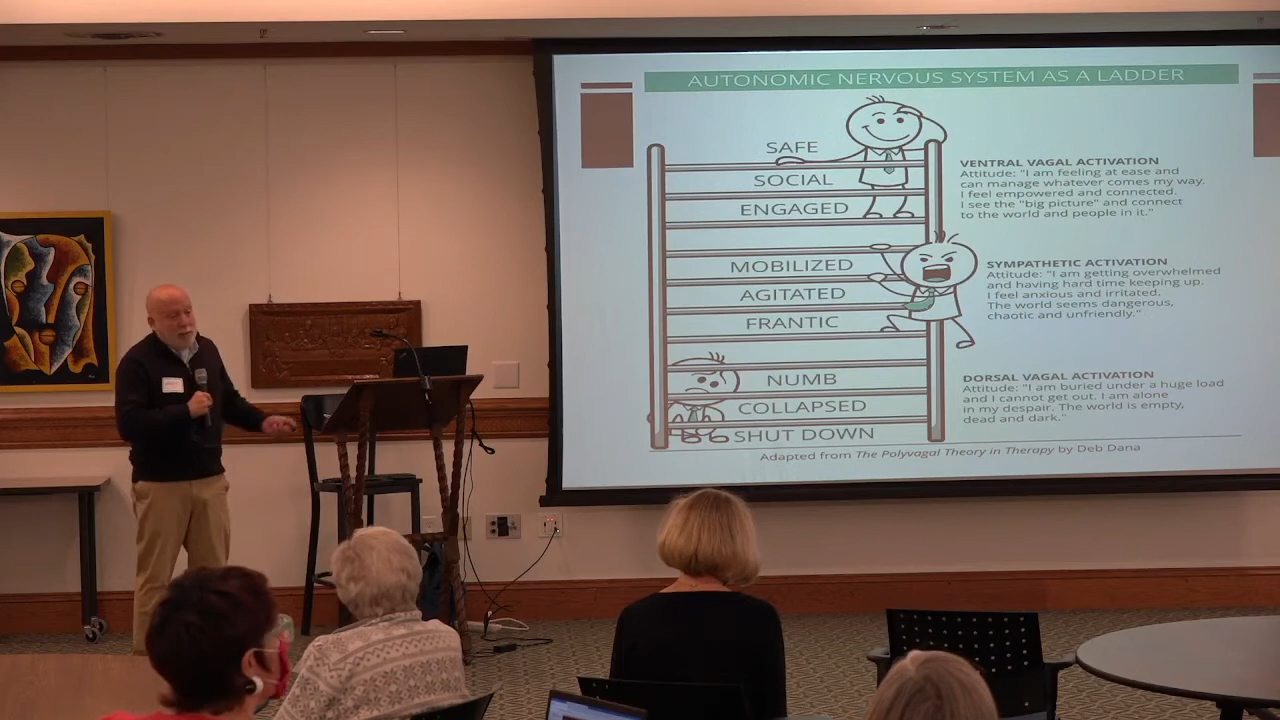 AUTONOMIC NERVOUS SYSTEM AS A LADDER
SAFE
SOCIAL
ENGAGED
VENTRAL VAGAL ACTIVATION
Attitude: "I am feeling at ease and
can manage whatever comes my way.
I feel empowered and connected.
I see the "big picture" and connect
to the world and people in it."
MOBILIZED
AGITATED
FRANTIC
SYMPATHETIC ACTIVATION
Attitude: "I am getting overwhelmed
and having hard time keeping up.
I feel anxious and irritated.
The world seems dangerous,
chaotic and unfriendly."
NUMB
COLLAPSED
SHUT DOWN
DORSAL VAGAL ACTIVATION
Attitude: "I am buried under a huge load
and I cannot get out. I am alone
in my despair. The world is empty,
dead and dark."
Adapted from The Polyvagal Theory in Therapy by Deb Dana